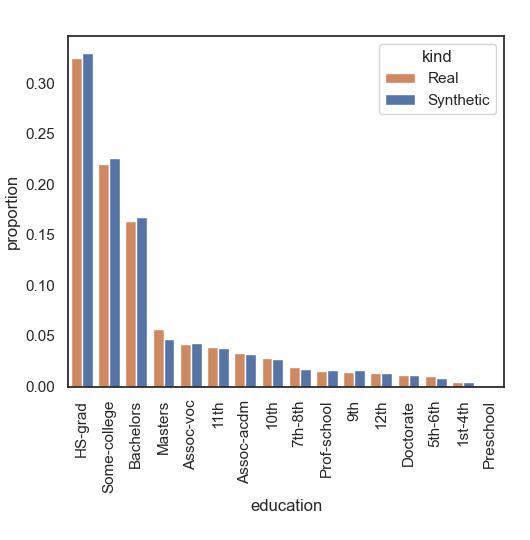 kind
Real
Synthetic
proportion
0.30
0.25
0.20
0.15
0.10
0.05
0.00
HS-grad
Some-college
Bachelors
Masters
Assoc-voc
11th
Assoc-acdm
10th
7th-8th
Prof-school
9th
12th
Doctorate
5th-6th
1st-4th
Preschool
education